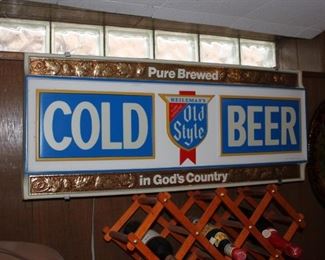 Pure Brewed
COLD
HEILEMAN'S
Old
Style
BEER
in God's Country